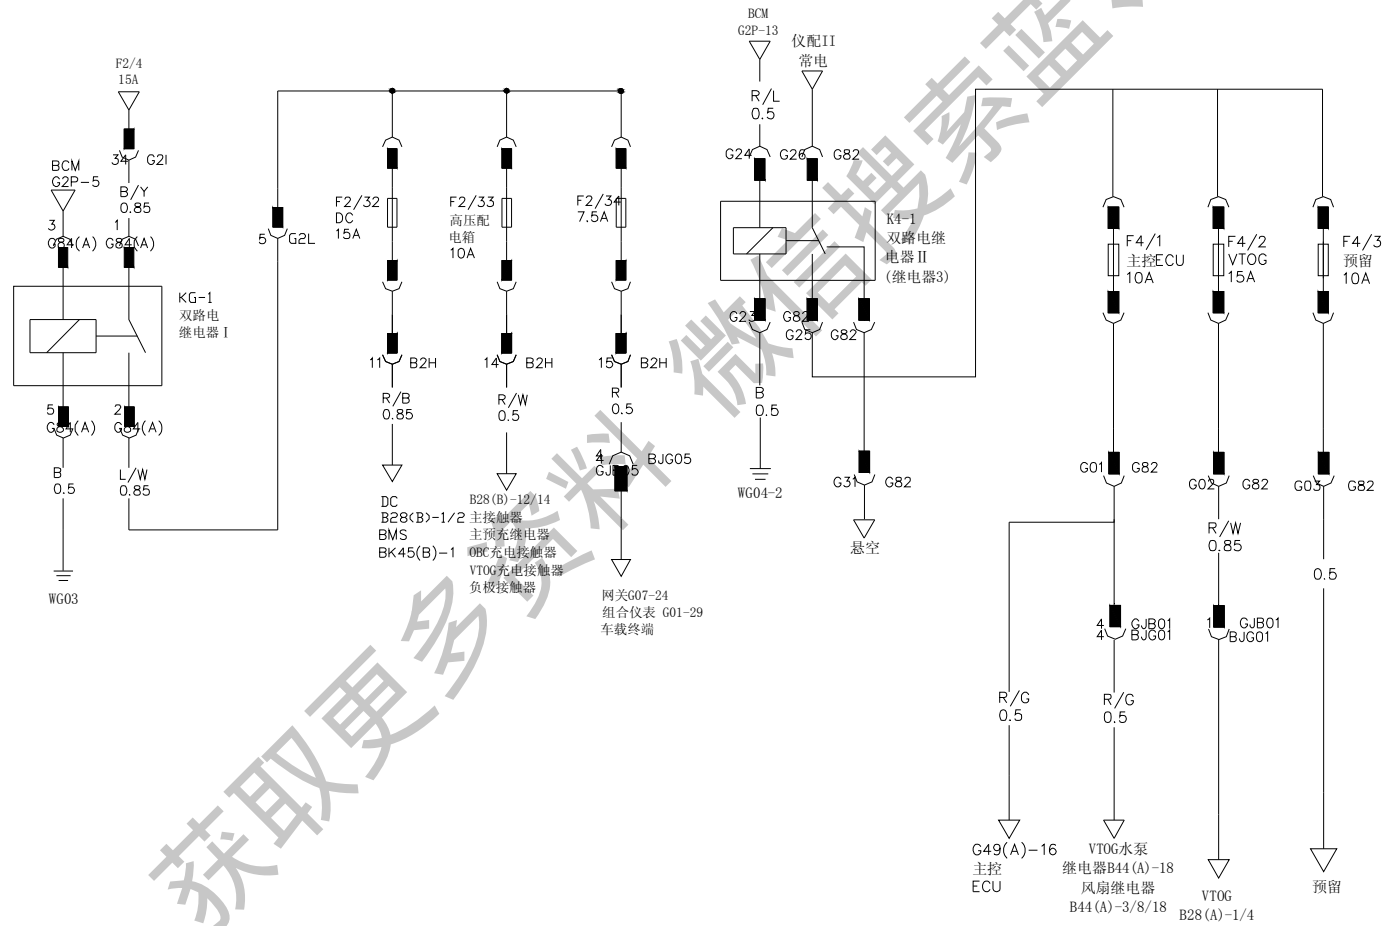 F2/4
15A
34
G2I
BCM
G2P-5
B/Y
0.85
3
G84(A)
1
G84(A)
KG-1
双路电
继电器Ⅰ
5
G84(A)
2
G84(A)
B
0.5
L/W
0.85
WG03
5
G2L
F2/32
DC
15A
F2/33
高压配
电箱
10A
F2/34
7.5A
11
B2H
14
B2H
15
B2H
R/B
0.85
R/W
0.5
R
0.5
4
4
BJG05
GJB05
DC
B28(B)-1/2
BMS
BK45(B)-1
B28(B)-12/14
主接触器
主预充继电器
OBC充电接触器
VTOG充电接触器
负极接触器
网关G07-24
组合仪表 G01-29
车载终端
BCM
G2P-13
仪配II
常电
R/L
0.5
G24
G26
G82
K4-1
双路电继
电器Ⅱ
(继电器3)
G23
G82
G25
G82
B
0.5
WG04-2
G31
G82
悬空
F4/1
主控ECU
10A
F4/2
VTOG
15A
F4/3
预留
10A
G01
G82
G02
G82
G03
G82
R/W
0.85
0.5
4
GJB01
4
BJG01
1
GJB01
BJG01
R/G
0.5
R/G
0.5
G49(A)-16
主控
ECU
VTOG水泵
继电器B44(A)-18
风扇继电器
B44(A)-3/8/18
VTOG
B28(A)-1/4
预留
获取更多资料 微信搜索蓝